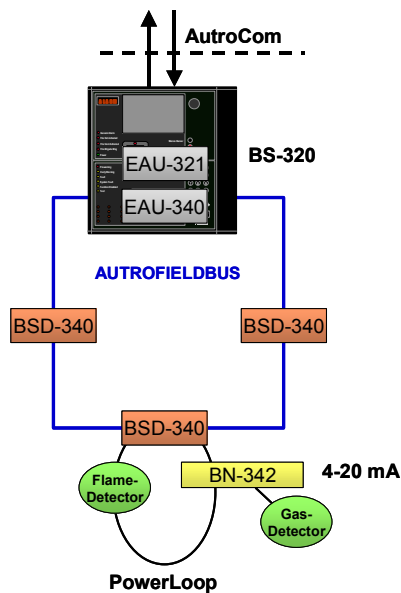 AutroCom
EAU-321
BS-320
EAU-340
AUTROFIELDBUS
BSD-340
BSD-340
BSD-340
Flame-
Detector
BN-342
4-20 mA
Gas-
Detector
PowerLoop